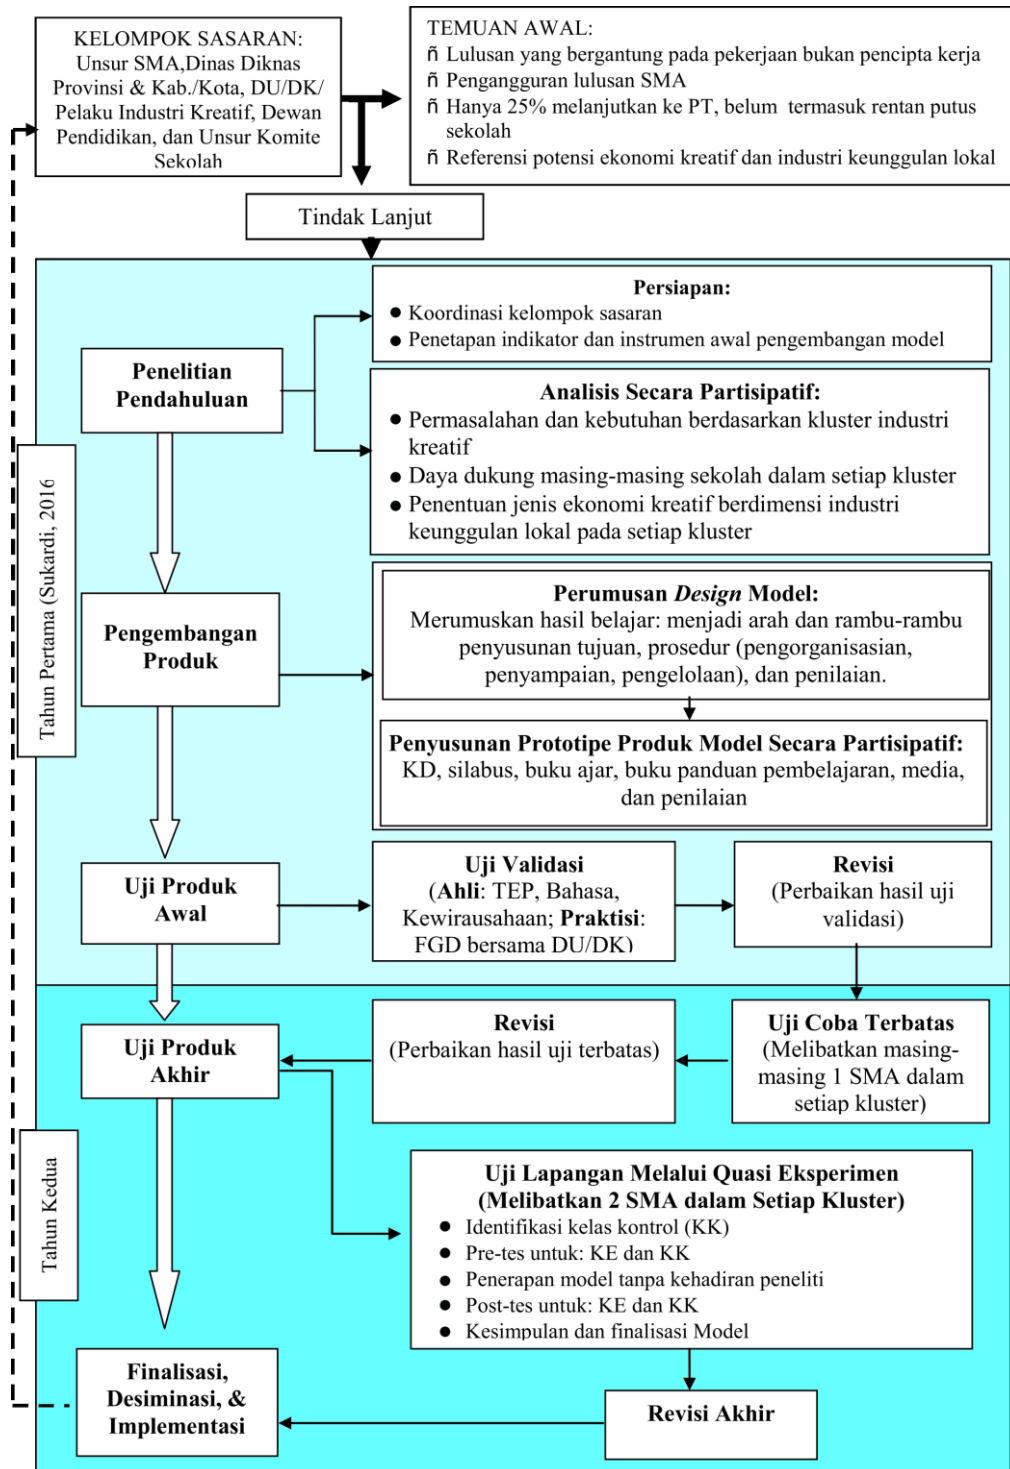 KELOMPOK SASARAN:
Unsur SMA,Dinas Diknas
Provinsi & Kab./Kota, DU/DK/
Pelaku Industri Kreatif, Dewan
Pendidikan, dan Unsur Komite
Sekolah
TEMUAN AWAL:
ñ Lulusan yang bergantung pada pekerjaan bukan pencipta kerja
ñ Pengangguran lulusan SMA
ñ Hanya 25% melanjutkan ke PT, belum termasuk rentan putus
sekolah
ñ Referensi potensi ekonomi kreatif dan industri keunggulan lokal
Tindak Lanjut
Tahun Pertama (Sukardi, 2016
Penelitian
Pendahuluan
Persiapan:
● Koordinasi kelompok sasaran
● Penetapan indikator dan instrumen awal pengembangan model
Analisis Secara Partisipatif:
● Permasalahan dan kebutuhan berdasarkan kluster industri
kreatif
● Daya dukung masing-masing sekolah dalam setiap kluster
● Penentuan jenis ekonomi kreatif berdimensi industri
keunggulan lokal pada setiap kluster
Pengembangan
Produk
Perumusan Design Model:
Merumuskan hasil belajar: menjadi arah dan rambu-rambu
penyusunan tujuan, prosedur (pengorganisasian,
penyampaian, pengelolaan), dan penilaian.
Penyusunan Prototipe Produk Model Secara Partisipatif:
KD, silabus, buku ajar, buku panduan pembelajaran, media,
dan penilaian
Uji Produk
Awal
Uji Validasi
(Ahli: TEP, Bahasa,
Kewirausahaan; Praktisi:
FGD bersama DU/DK)
Revisi
(Perbaikan hasil uji
validasi)
Tahun Kedua
Uji Produk
Akhir
Revisi
(Perbaikan hasil uji terbatas)
Uji Coba Terbatas
(Melibatkan masing-
masing 1 SMA dalam
setiap kluster)
Uji Lapangan Melalui Quasi Eksperimen
(Melibatkan 2 SMA dalam Setiap Kluster)
● Identifikasi kelas kontrol (KK)
● Pre-tes untuk: KE dan KK
● Penerapan model tanpa kehadiran peneliti
● Post-tes untuk: KE dan KK
● Kesimpulan dan finalisasi Model
Finalisasi,
Desiminasi, &
Implementasi
Revisi Akhir